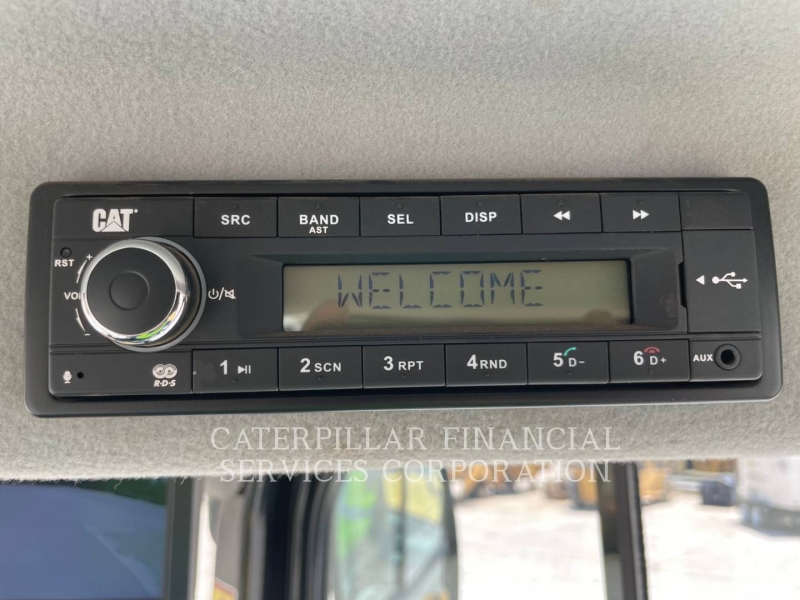 CAT
SRC
BAND
AST
SEL
DISP
RST
VOL
WELCOME
R·D·S
1
2 SCN
3 RPT
4 RND
5 D-
6 D+
AUX
CATERPILLAR FINANCIAL
SERVICES CORPORATION